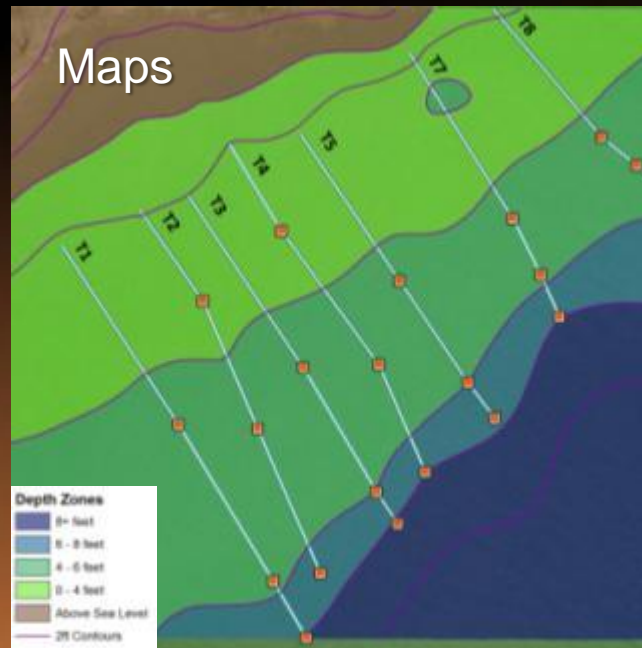 Maps
T8
T7
T5
T4
T3
T2
T1
Depth Zones
8+ feet
6 - 8 feet
4 - 6 feet
0 - 4 feet
Above Sea Level
2ft Contours